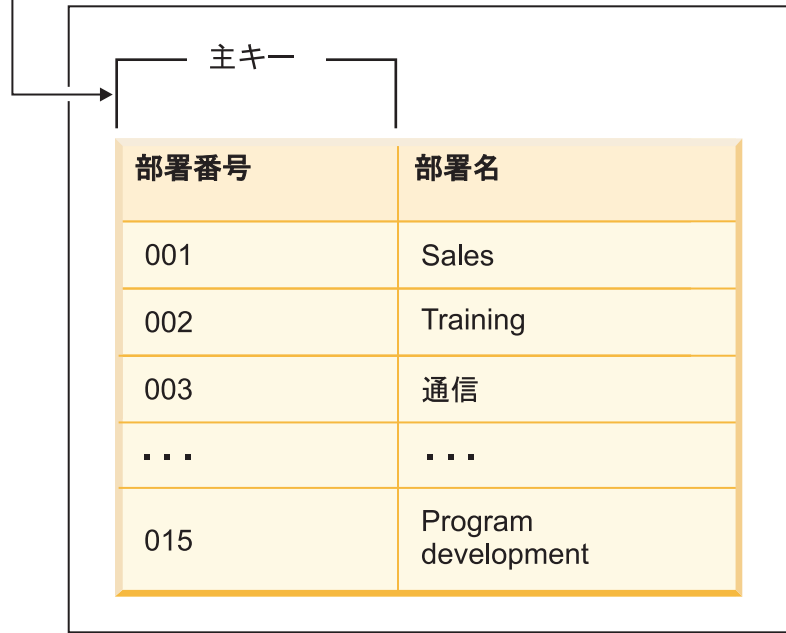 主キー
部署番号 部署名
001 Sales
002 Training
003 通信
... ...
015 Program
development